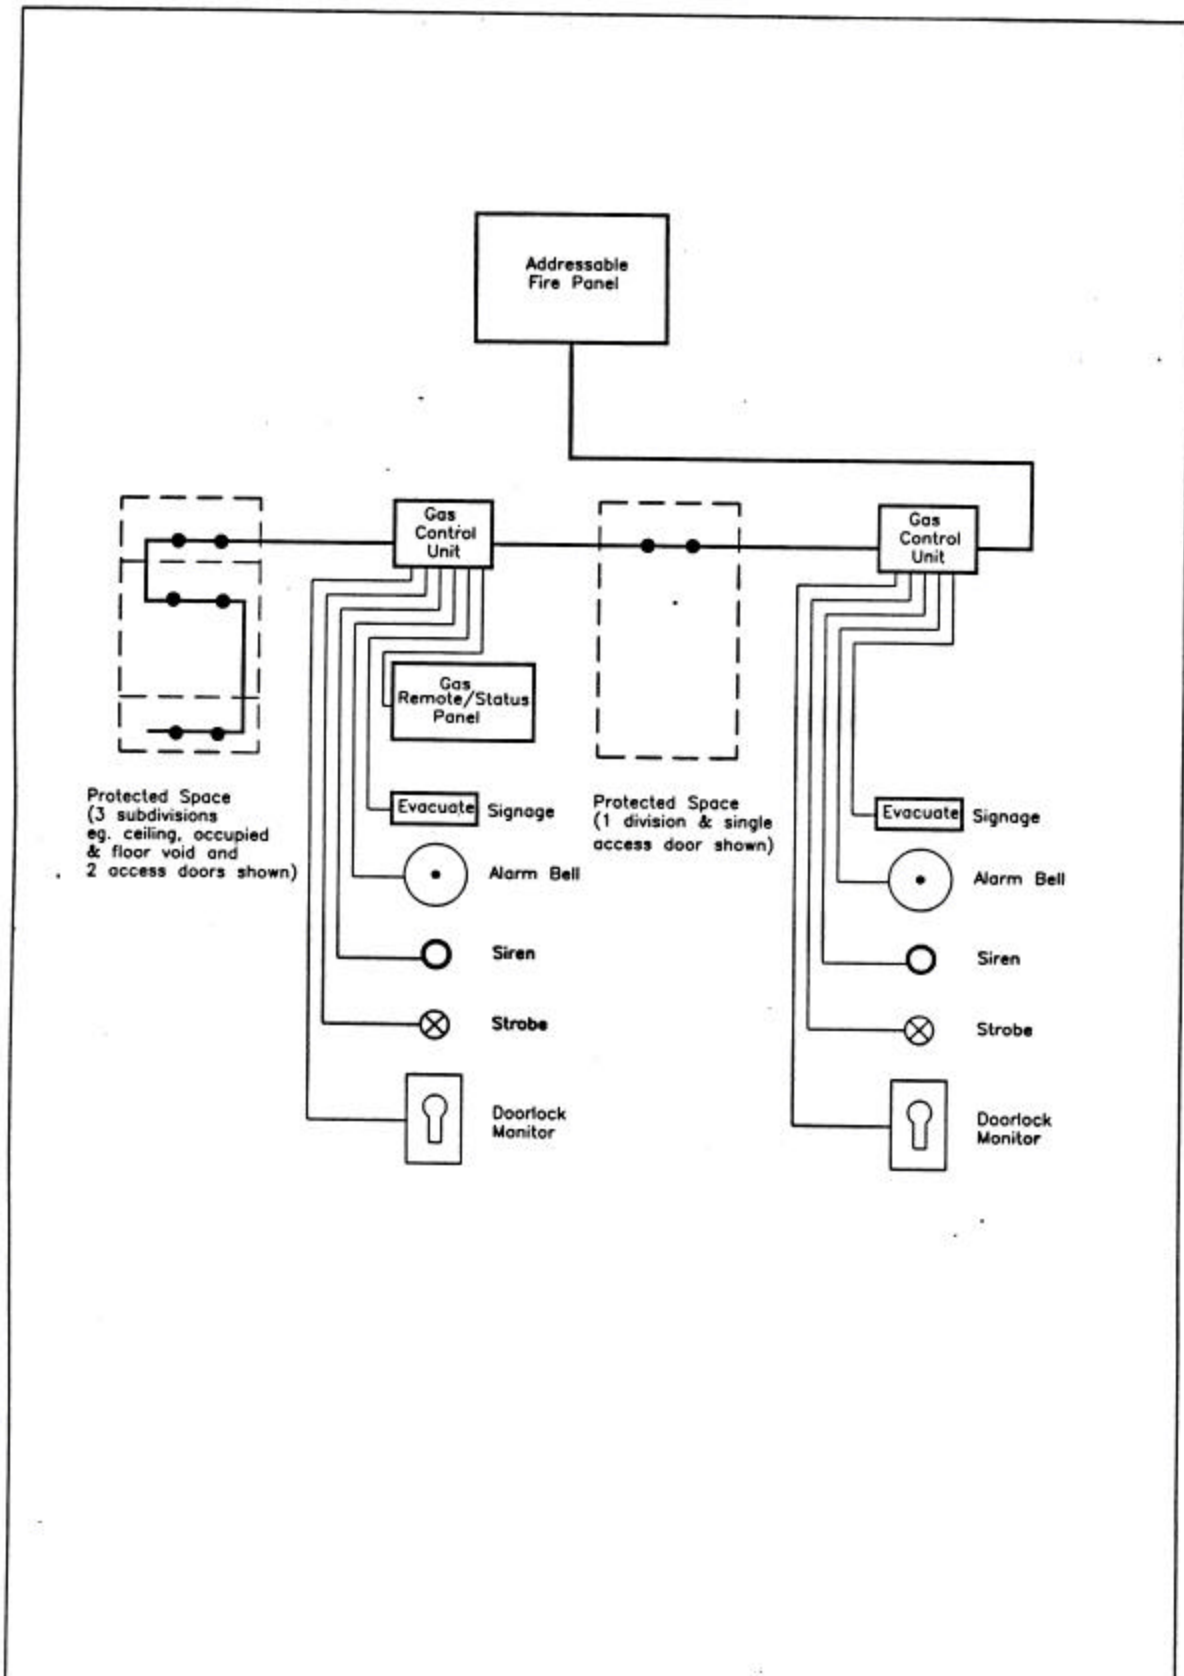 Addressable
Fire Panel
Gas
Control
Unit
Gas
Control
Unit
Gas
Remote/Status
Panel
Protected Space
(3 subdivisions
eg. ceiling, occupied
& floor void and
2 access doors shown)
Evacuate
Signage
Protected Space
(1 division & single
access door shown)
Evacuate
Signage
Alarm Bell
Alarm Bell
Siren
Siren
Strobe
Strobe
Doorlock
Monitor
Doorlock
Monitor